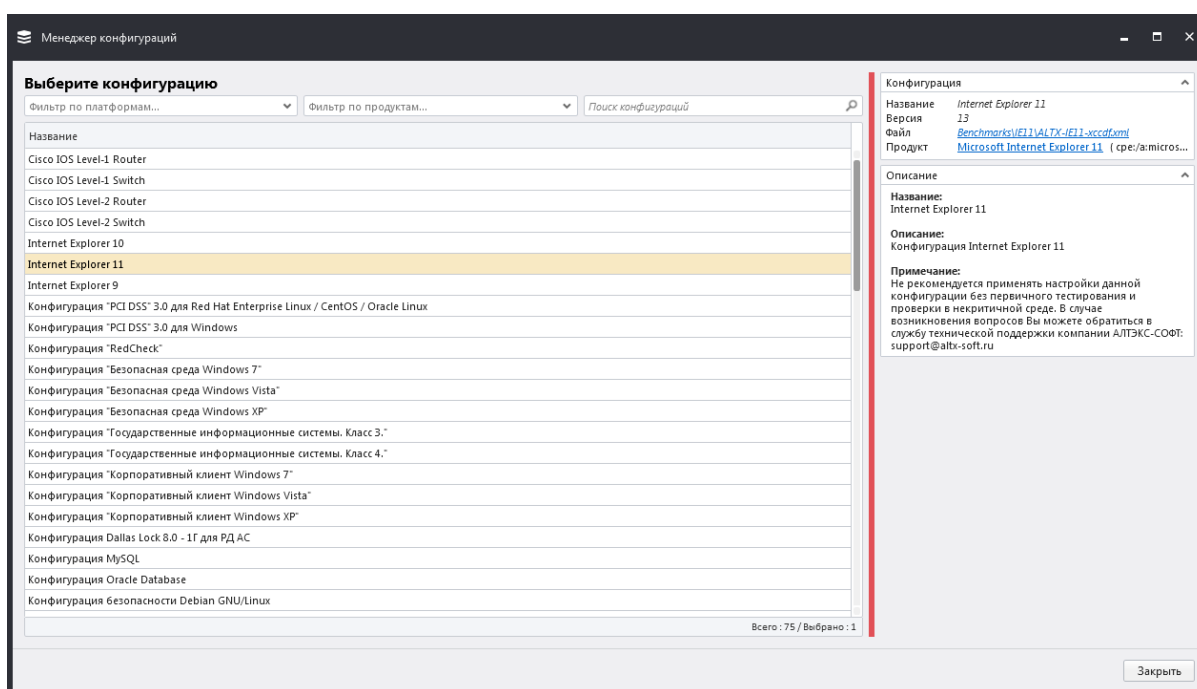 Менеджер конфигураций
Выберите конфигурацию
Фильтр по платформам...
Фильтр по продуктам...
Поиск конфигураций
Название
Cisco IOS Level-1 Router
Cisco IOS Level-1 Switch
Cisco IOS Level-2 Router
Cisco IOS Level-2 Switch
Internet Explorer 10
Internet Explorer 11
Internet Explorer 9
Конфигурация "PCI DSS" 3.0 для Red Hat Enterprise Linux / CentOS / Oracle Linux
Конфигурация "PCI DSS" 3.0 для Windows
Конфигурация "RedCheck"
Конфигурация "Безопасная среда Windows 7"
Конфигурация "Безопасная среда Windows Vista"
Конфигурация "Безопасная среда Windows XP"
Конфигурация "Государственные информационные системы. Класс 3."
Конфигурация "Государственные информационные системы. Класс 4."
Конфигурация "Корпоративный клиент Windows 7"
Конфигурация "Корпоративный клиент Windows Vista"
Конфигурация "Корпоративный клиент Windows XP"
Конфигурация Dallas Lock 8.0 - 1Г для РД АС
Конфигурация MySQL
Конфигурация Oracle Database
Конфигурация безопасности Debian GNU/Linux
Всего : 75 / Выбрано : 1
Конфигурация
Название Internet Explorer 11
Версия 13
Файл Benchmarks\IE11\ALTX-IE11-xccdf.xml
Продукт Microsoft Internet Explorer 11 ( cpe:/a:micros...
Описание
Название:
Internet Explorer 11
Описание:
Конфигурация Internet Explorer 11
Примечание:
Не рекомендуется применять настройки данной
конфигурации без первичного тестирования и
проверки в некритичной среде. В случае
возникновения вопросов Вы можете обратиться в
службу технической поддержки компании АЛТЭКС-СОФТ:
support@altx-soft.ru
Закрыть